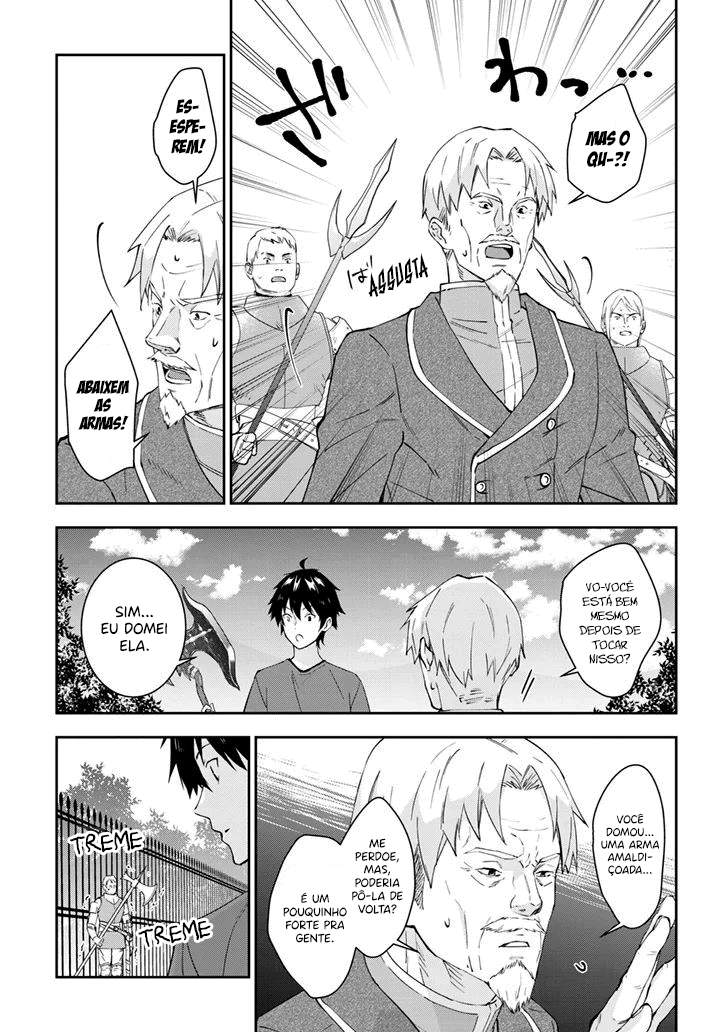 わっ…
ザッ
MAS O
QU-?!
ば
ASSUSTA
ES-
ESPE-
REM!
ABAIXEM
AS
ARMAS!
VO-VOCÊ
ESTÁ BEM
MESMO
DEPOIS DE
TOCAR
NISSO?
SIM...
EU DOMEI
ELA.
VOCÊ
DOMOU...
UMA ARMA
AMALDI-
ÇOADA...
ME
PERDOE,
MAS, PODERIA
PÔ-LA DE
VOLTA?
É UM
POUQUINHO
FORTE PRA
GENTE.
TREME
TREME